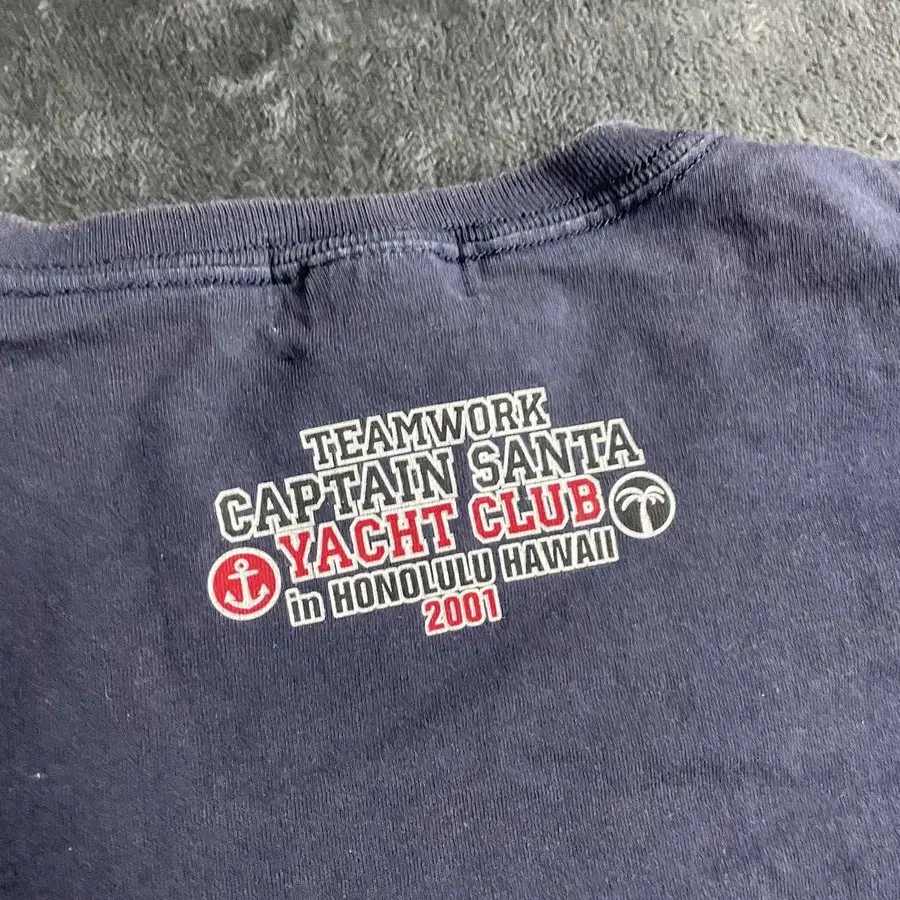 TEAMWORK
CAPTAIN SANTA
YACHT CLUB
in HONOLULU HAWAII
2001